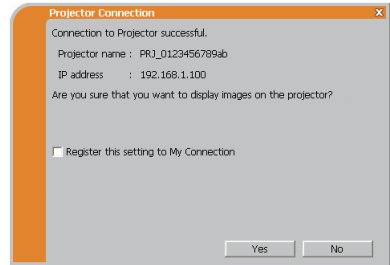 Projector Connection
Connection to Projector successful.
Projector name : PRJ_0123456789ab
IP address : 192.168.1.100
Are you sure that you want to display images on the projector?
Register this setting to My Connection
Yes No